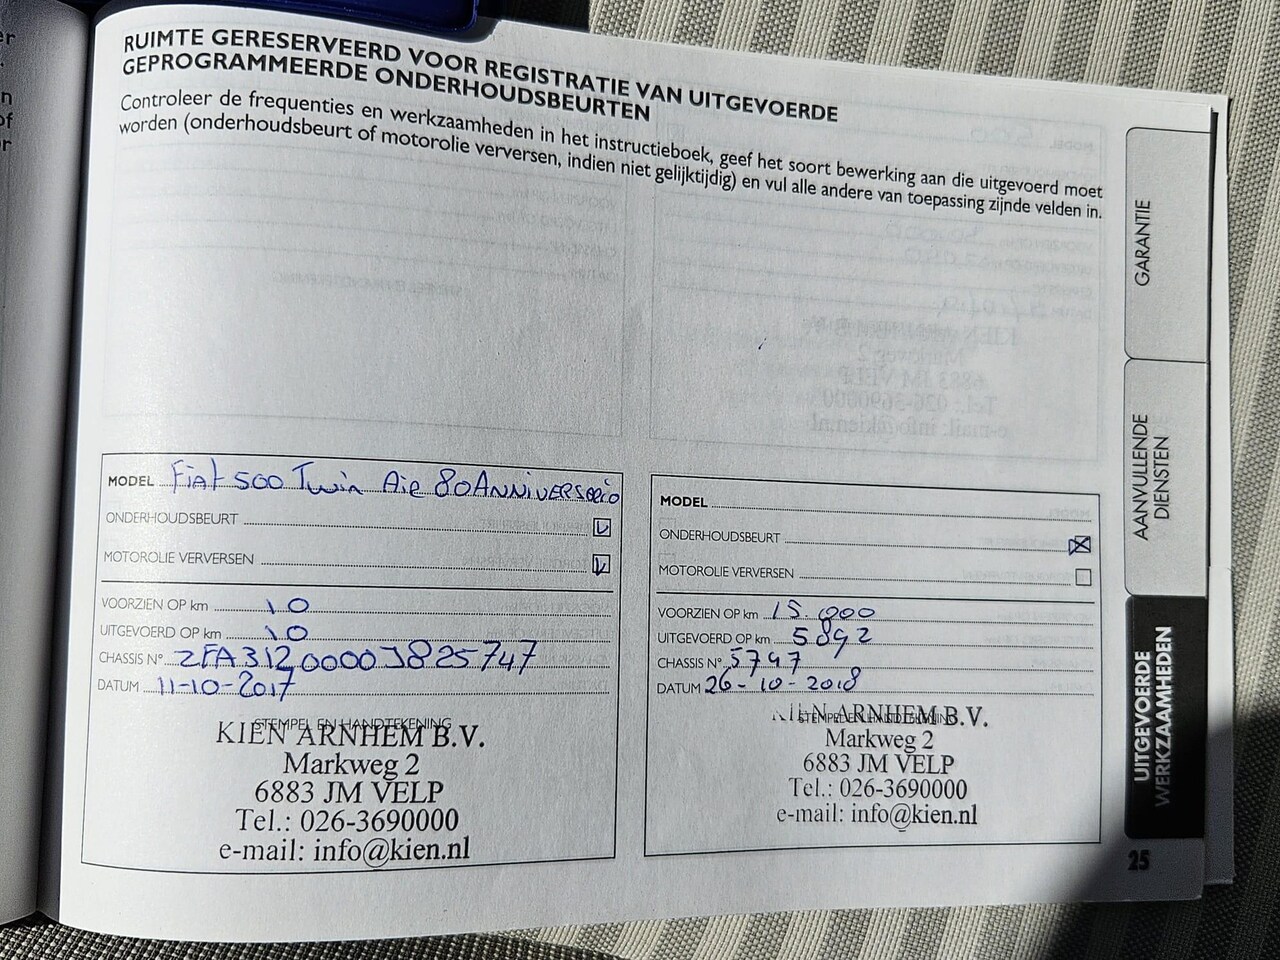 RUIMTE GERESERVEERD VOOR REGISTRATIE VAN UITGEVOERDE
GEPROGRAMMEERDE ONDERHOUDSBEURTEN
Controleer de frequenties en werkzaamheden in het instructieboek, geef het soort bewerking aan die uitgevoerd moet
worden (onderhoudsbeurt of motorolie verversen, indien niet gelijktijdig) en vul alle andere van toepassing zijnde velden in.
MODEL Fiat 500 Twin Air 80 ANNIVERSARIO
ONDERHOUDSBEURT
MOTOROLIE VERVERSEN
VOORZIEN OP km 10
UITGEVOERD OP km 10
CHASSIS N° ZFA3120000J825747
DATUM 11-10-2017
STEMPEL EN HANDTEKENING
KIEN ARNHEM B.V.
Markweg 2
6883 JM VELP
Tel.: 026-3690000
e-mail: info@kien.nl
MODEL
ONDERHOUDSBEURT
MOTOROLIE VERVERSEN
VOORZIEN OP km 15.000
UITGEVOERD OP km 5892
CHASSIS N° 5747
DATUM 26-10-2018
STEMPEL EN HANDTEKENING
KIEN ARNHEM B.V.
Markweg 2
6883 JM VELP
Tel.: 026-3690000
e-mail: info@kien.nl
GARANTIE
AANVULLENDE
DIENSTEN
UITGEVOERDE
WERKZAAMHEDEN
25